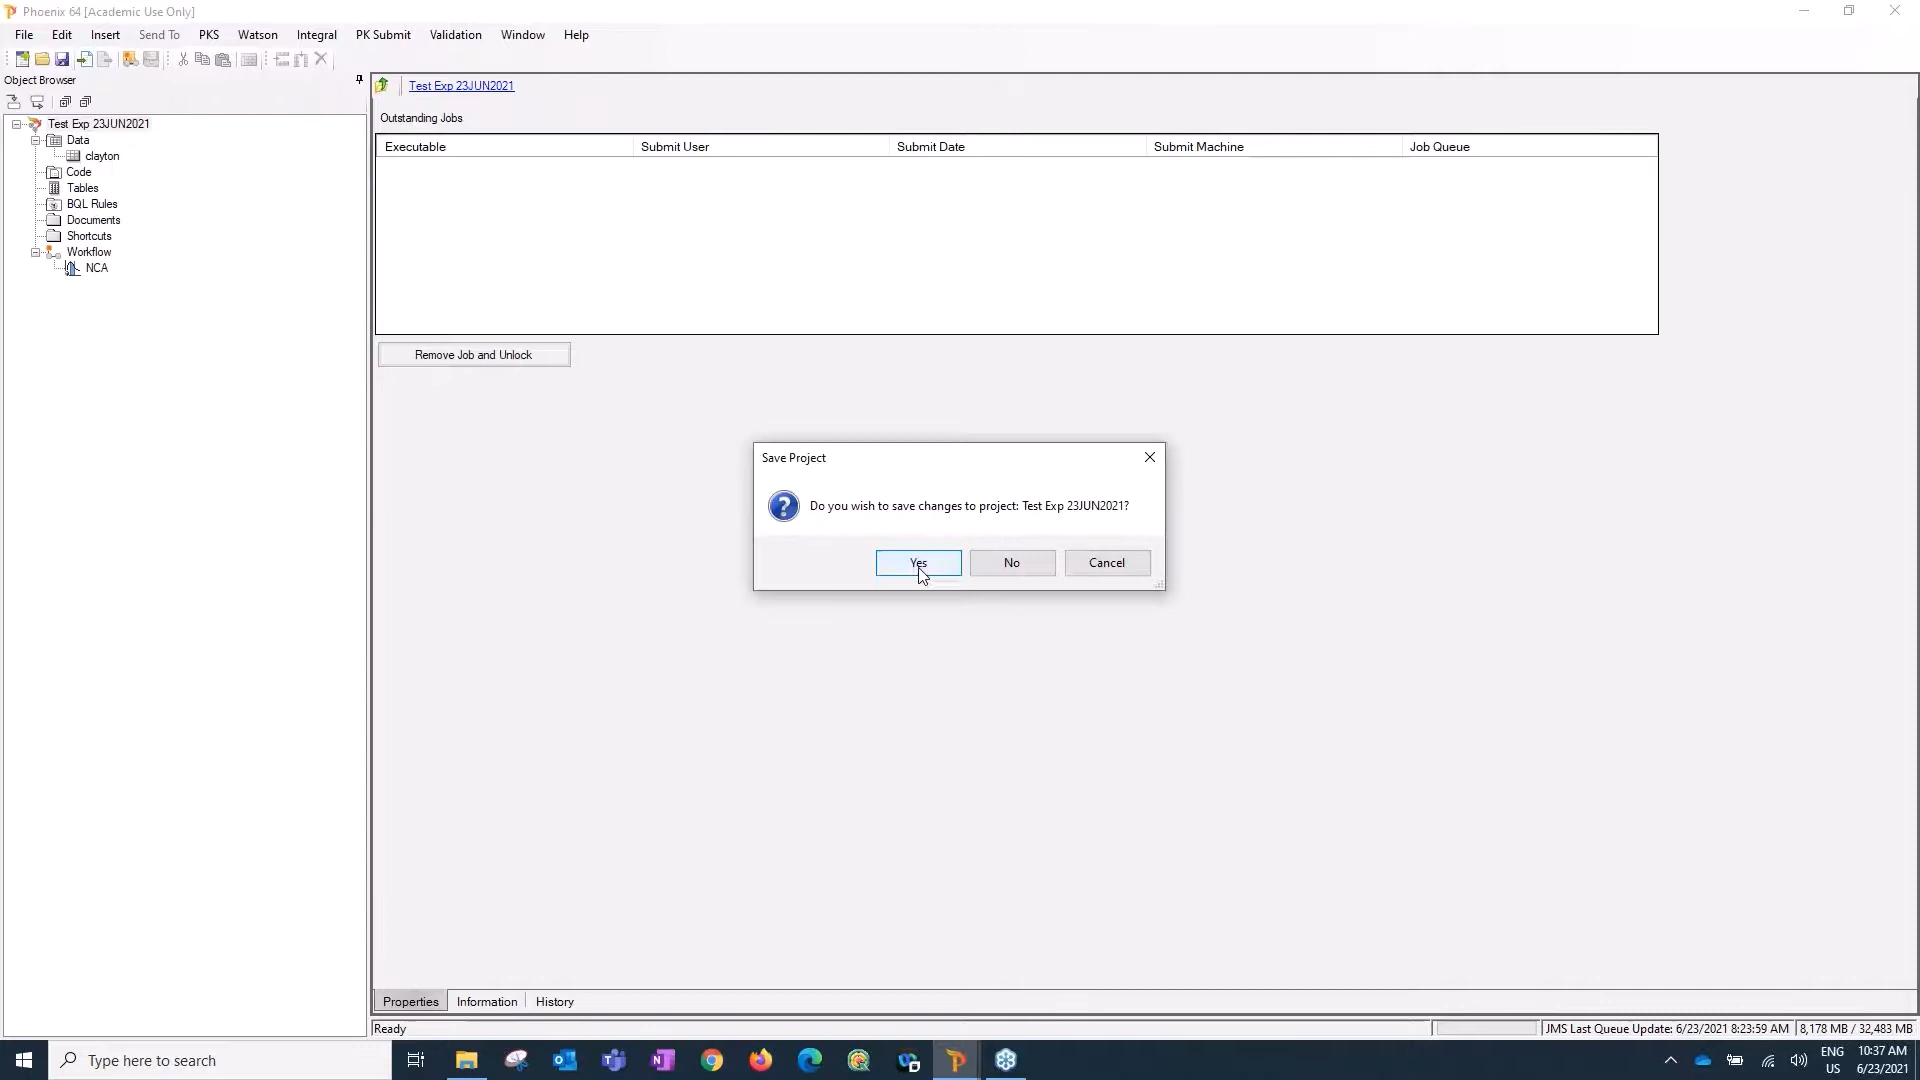 Phoenix 64 [Academic Use Only]
File Edit Insert Send To PKS Watson Integral PK Submit Validation Window Help
Object Browser
Test Exp 23JUN2021
Data
clayton
Code
Tables
BQL Rules
Documents
Shortcuts
Workflow
NCA
Test Exp 23JUN2021
Outstanding Jobs
Executable Submit User Submit Date Submit Machine Job Queue
Remove Job and Unlock
Save Project
Do you wish to save changes to project: Test Exp 23JUN2021?
Yes No Cancel
Properties Information History
Ready JMS Last Queue Update: 6/23/2021 8:23:59 AM 8,178 MB / 32,483 MB
Type here to search
ENG
US
10:37 AM
6/23/2021